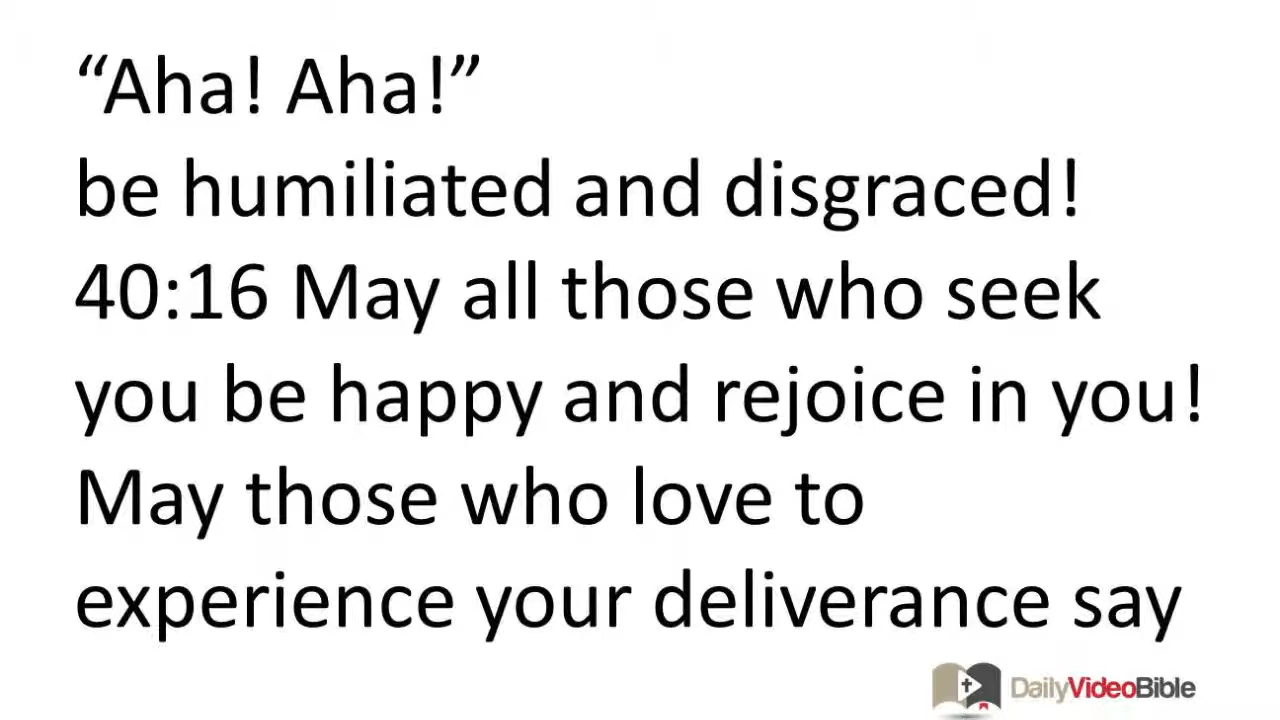 “Aha! Aha!”
be humiliated and disgraced!
40:16 May all those who seek
you be happy and rejoice in you!
May those who love to
experience your deliverance say
DailyVideoBible